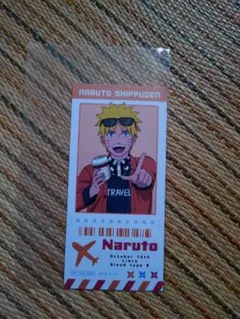 NARUTO SHIPPUDEN
TRAVEL
Naruto
October 10th
Libra
Blood type B